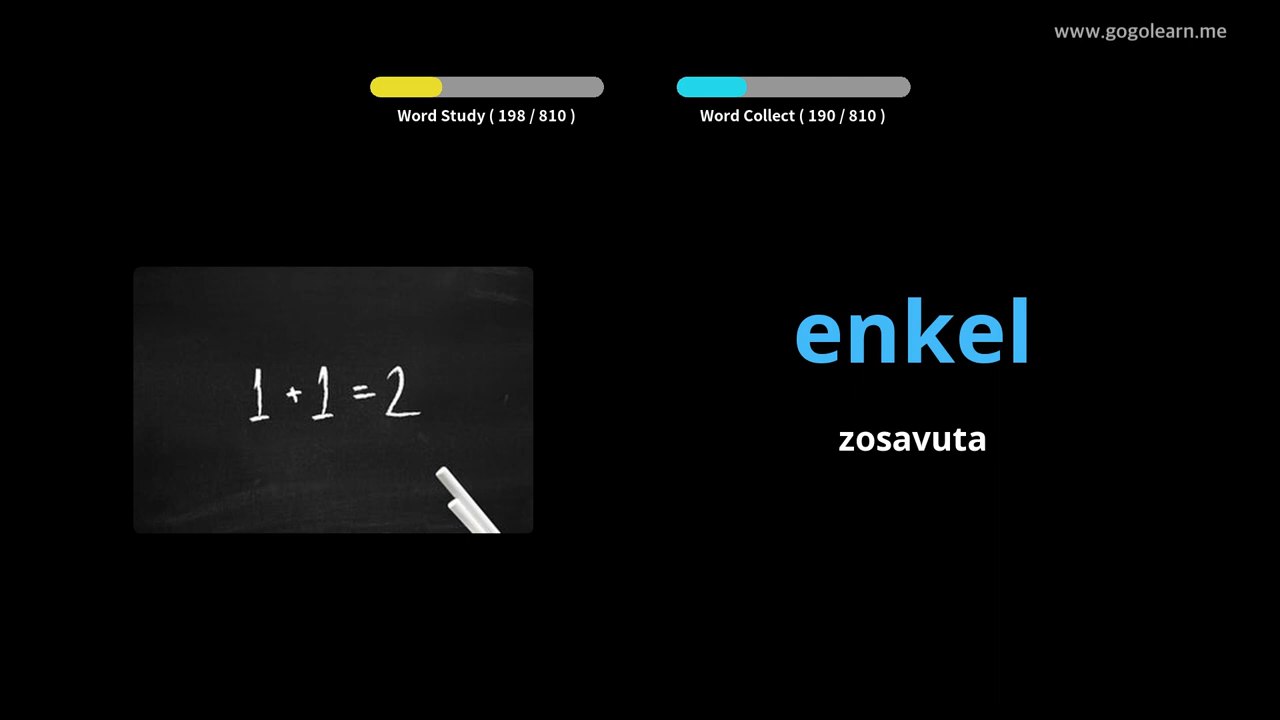 www.gogolearn.me
Word Study ( 198 / 810 )
Word Collect ( 190 / 810 )
1 + 1 = 2
enkel
zosavuta